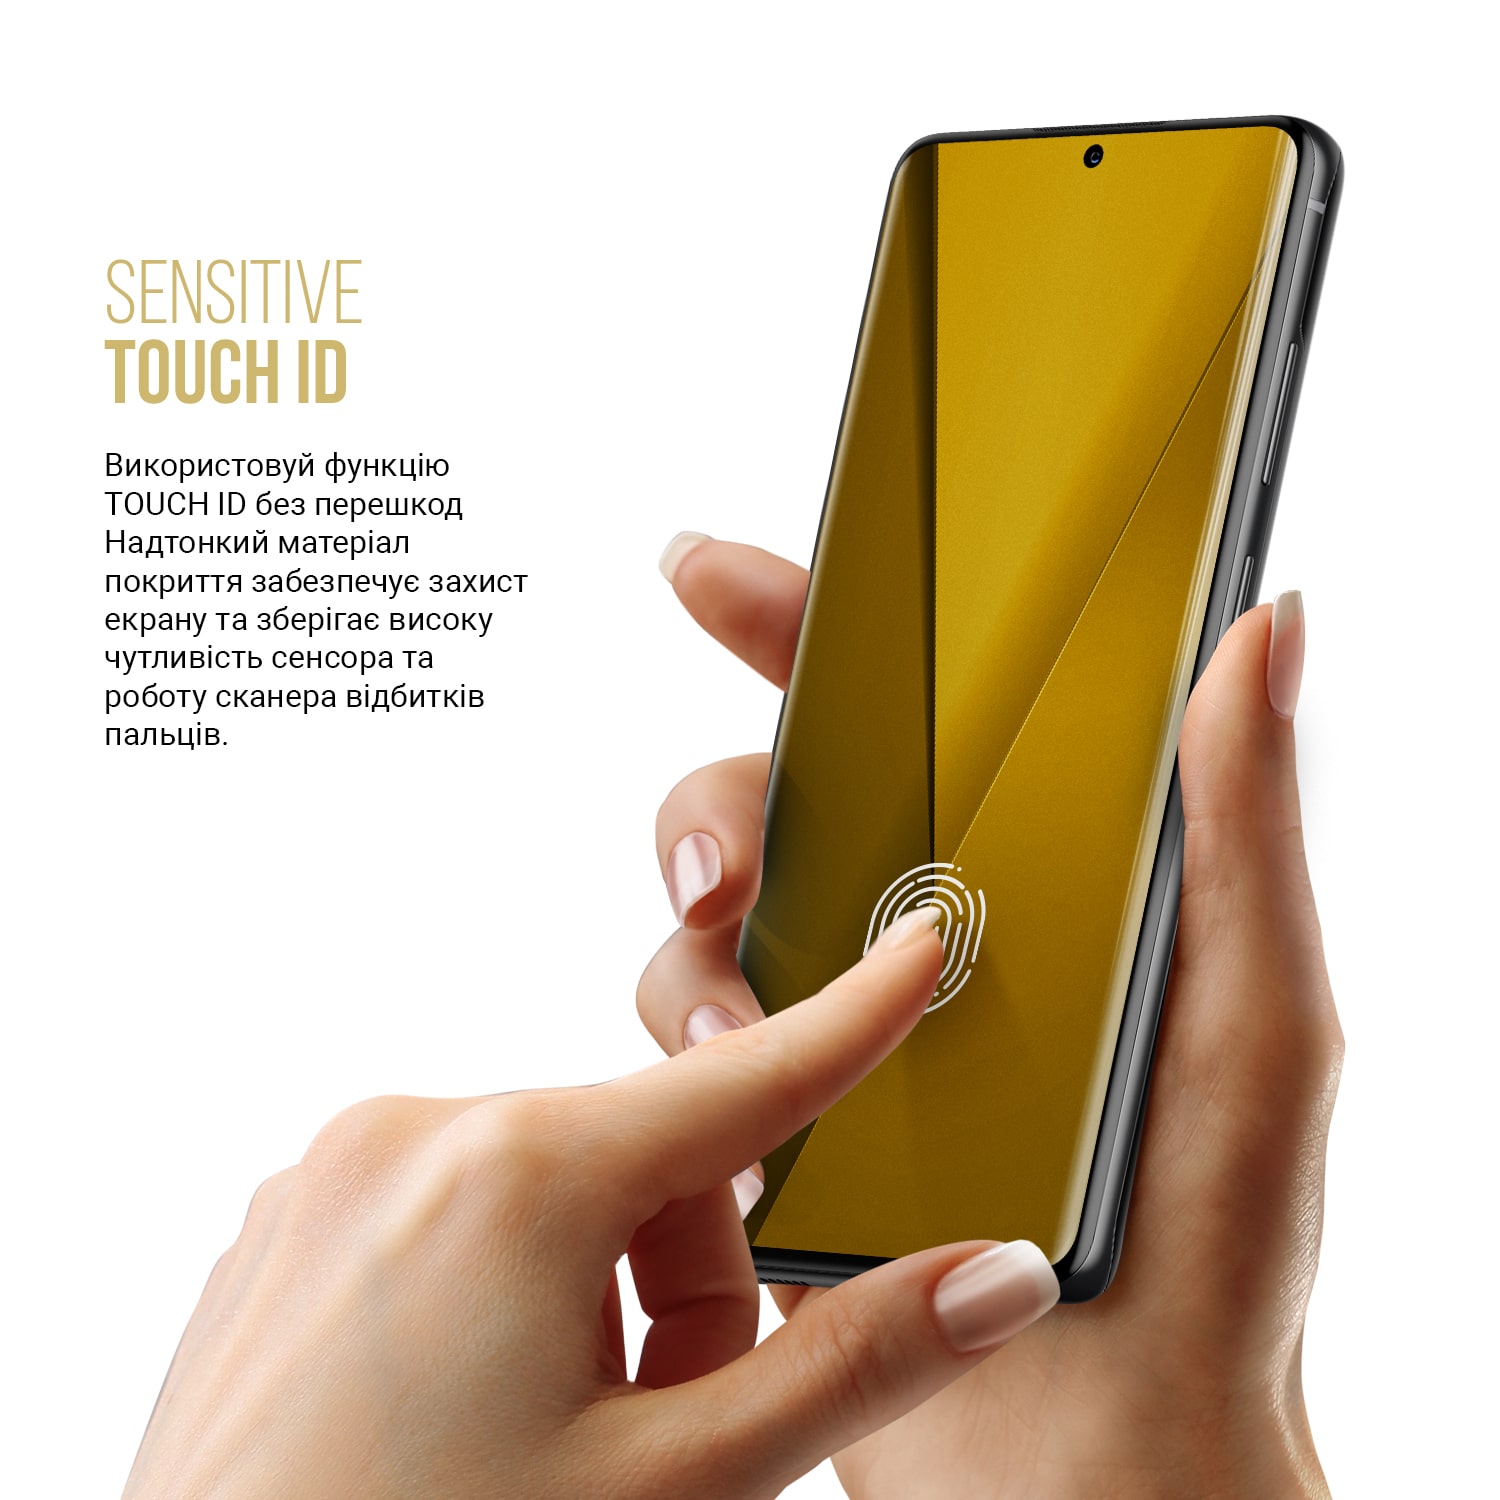 SENSITIVE
TOUCH ID
Використовуй функцію
TOUCH ID без перешкод
Надтонкий матеріал
покриття забезпечує захист
екрану та зберігає високу
чутливість сенсора та
роботу сканера відбитків
пальців.